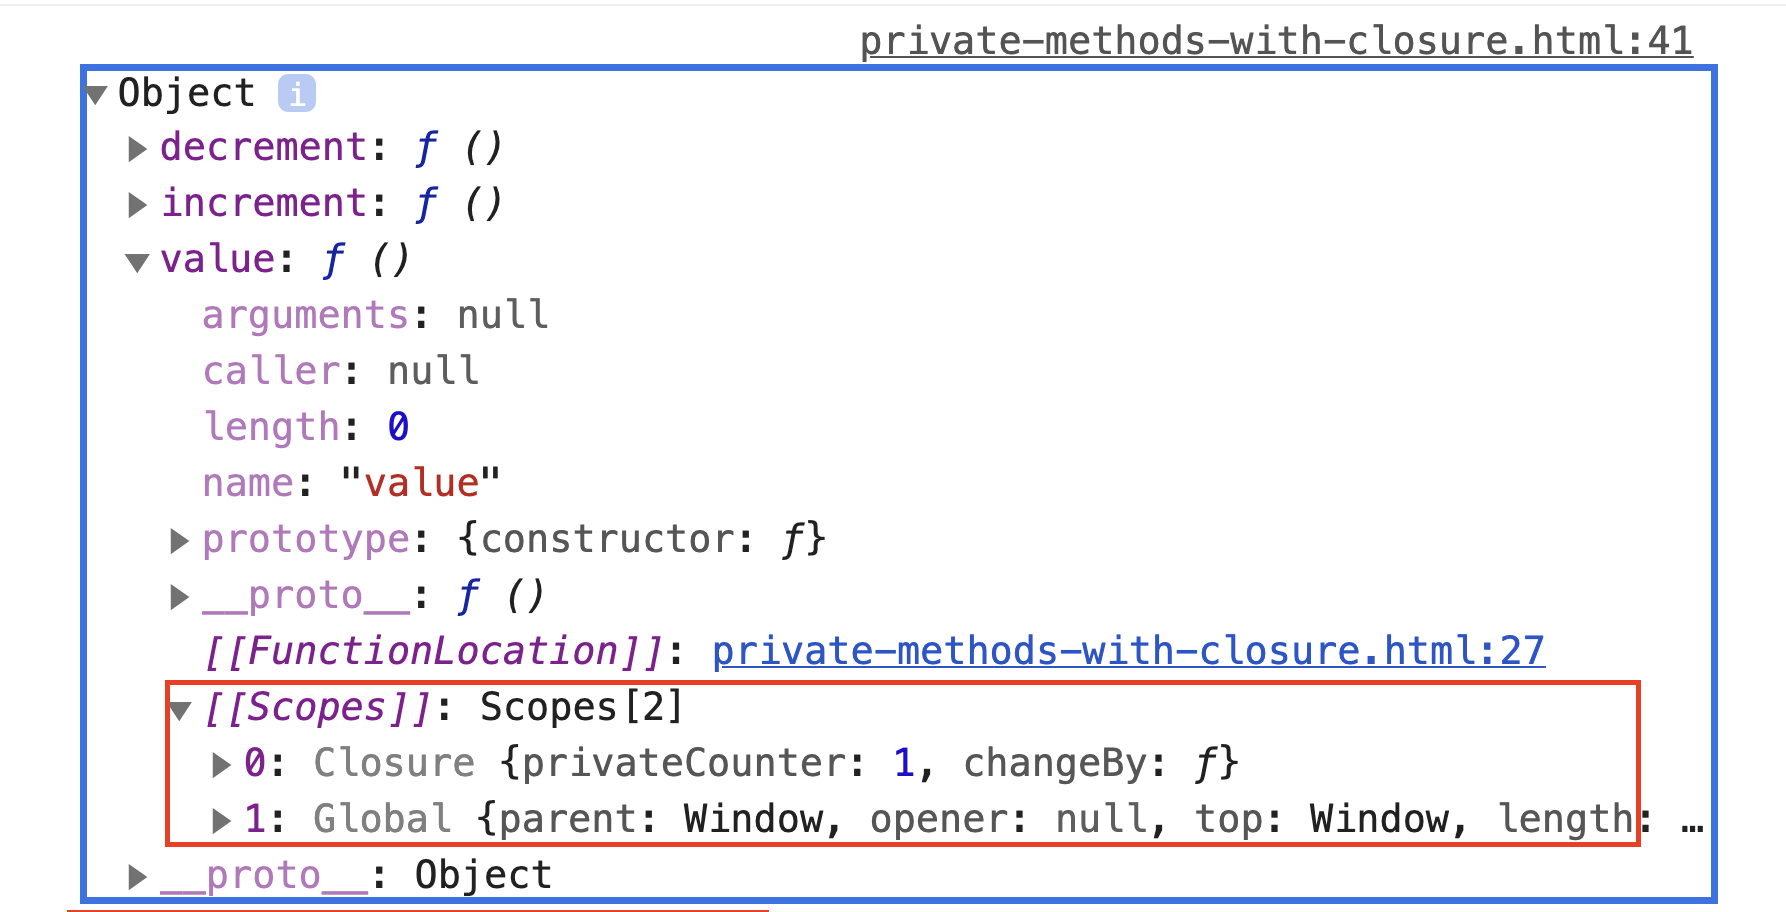 private-methods-with-closure.html:41
▼Object i
▶decrement: ƒ ()
▶increment: ƒ ()
▼value: ƒ ()
arguments: null
caller: null
length: 0
name: "value"
▶prototype: {constructor: ƒ}
▶__proto__: ƒ ()
[[FunctionLocation]]: private-methods-with-closure.html:27
▼[[Scopes]]: Scopes[2]
▶0: Closure {privateCounter: 1, changeBy: ƒ}
▶1: Global {parent: Window, opener: null, top: Window, length: …
▶__proto__: Object